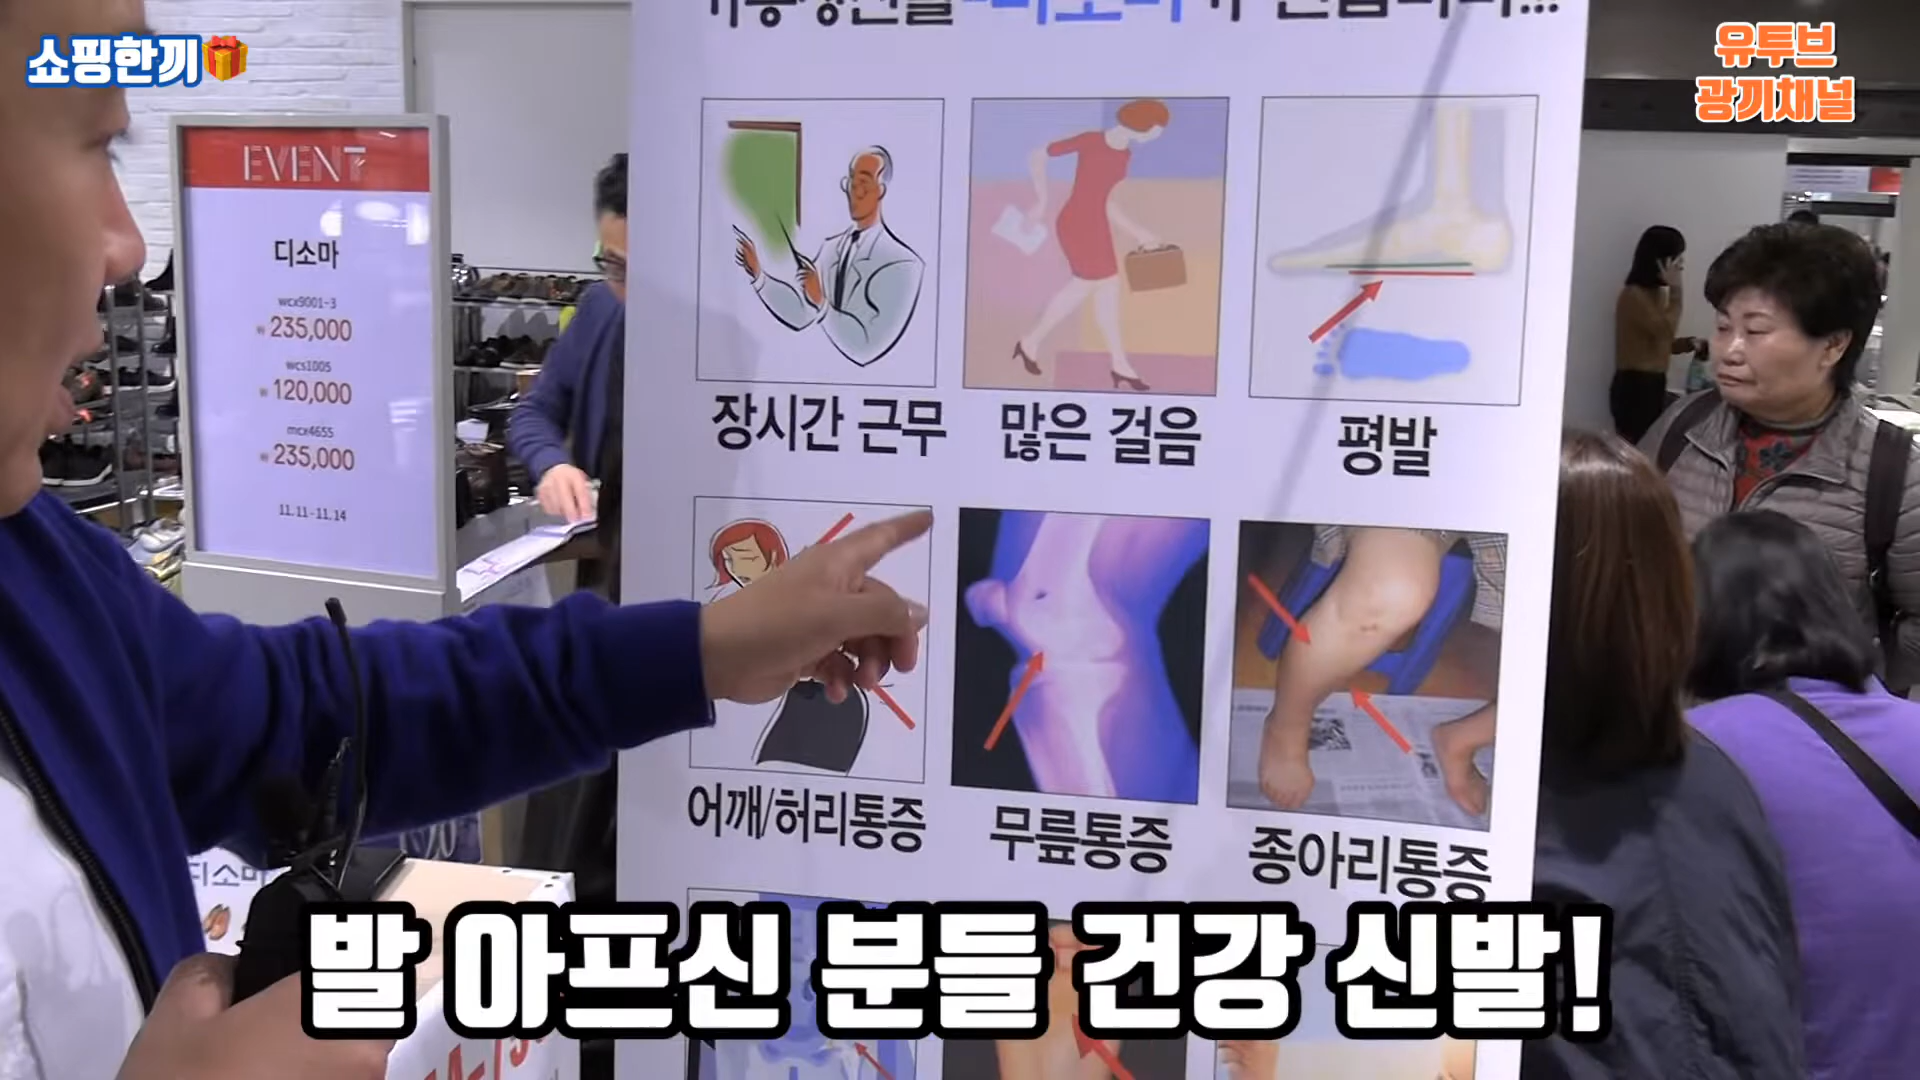 쇼핑한끼
유투브
광끼채널
EVENT
디소마
wcx9001-3
₩ 235,000
wcs1005
₩ 120,000
mcx4655
₩ 235,000
11.11-11.14
장시간 근무
많은 걸음
평발
어깨/허리통증
무릎통증
종아리통증
디소마
발 아프신 분들 건강 신발!